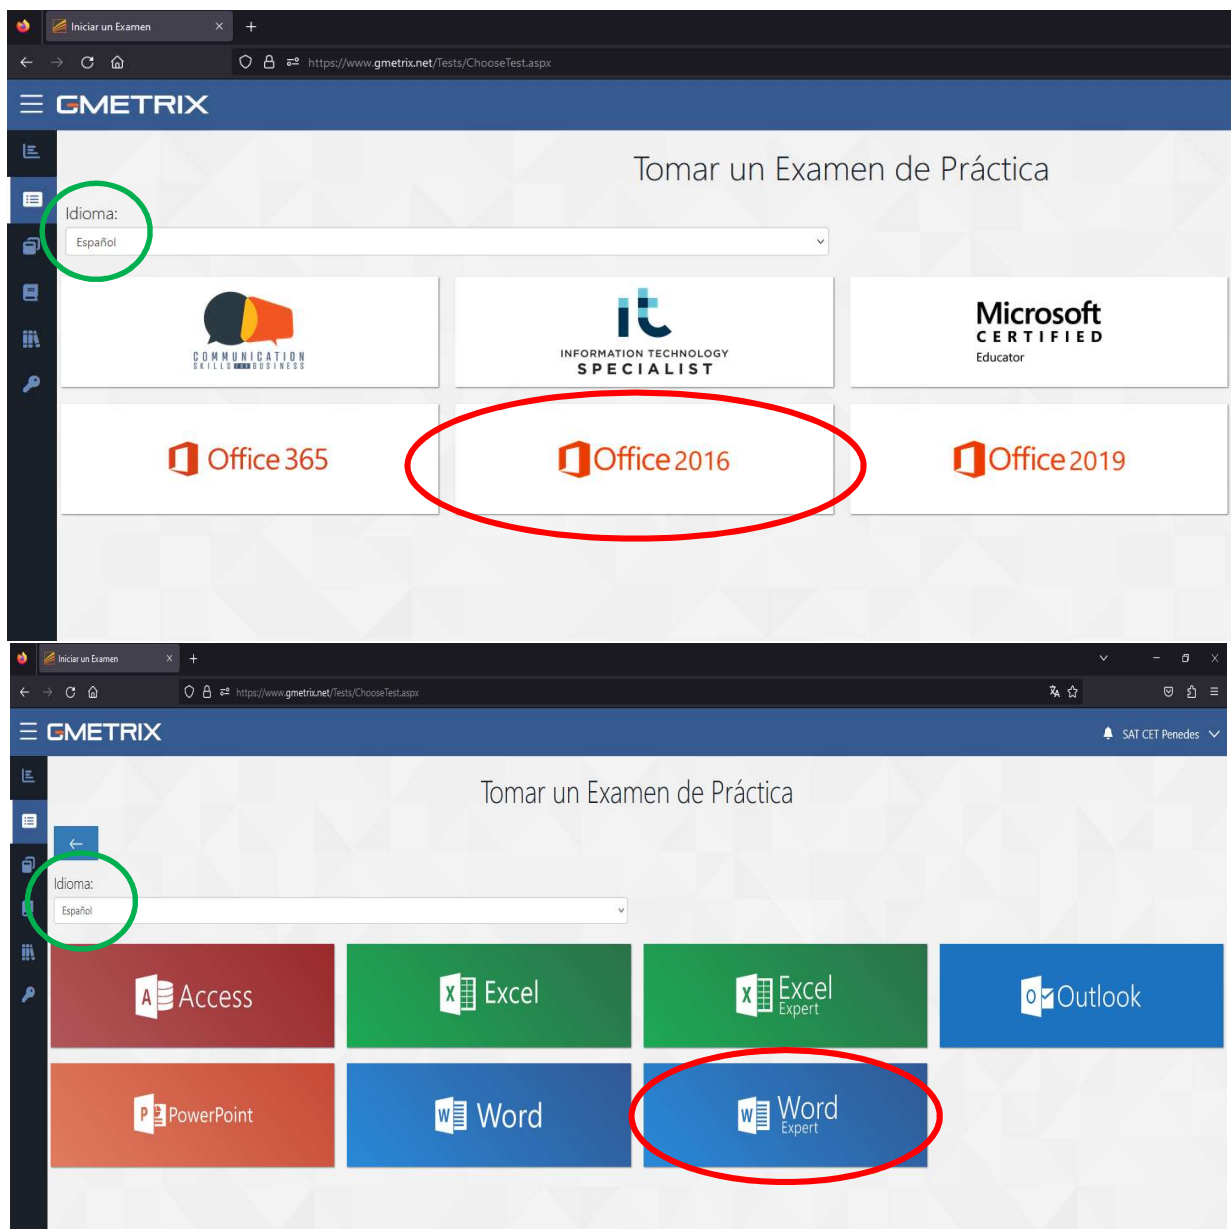 Iniciar un Examen
https://www.gmetrix.net/Tests/ChooseTest.aspx
GMETRIX
Tomar un Examen de Práctica
Idioma:
Español
COMMUNICATION
SKILLS FOR BUSINESS
it
INFORMATION TECHNOLOGY
SPECIALIST
Microsoft
CERTIFIED
Educator
Office 365
Office 2016
Office 2019
Iniciar un Examen
https://www.gmetrix.net/Tests/ChooseTest.aspx
GMETRIX
SAT CET Penedes
Tomar un Examen de Práctica
Idioma:
Español
A Access
X Excel
X Excel
Expert
O Outlook
P PowerPoint
W Word
W Word
Expert